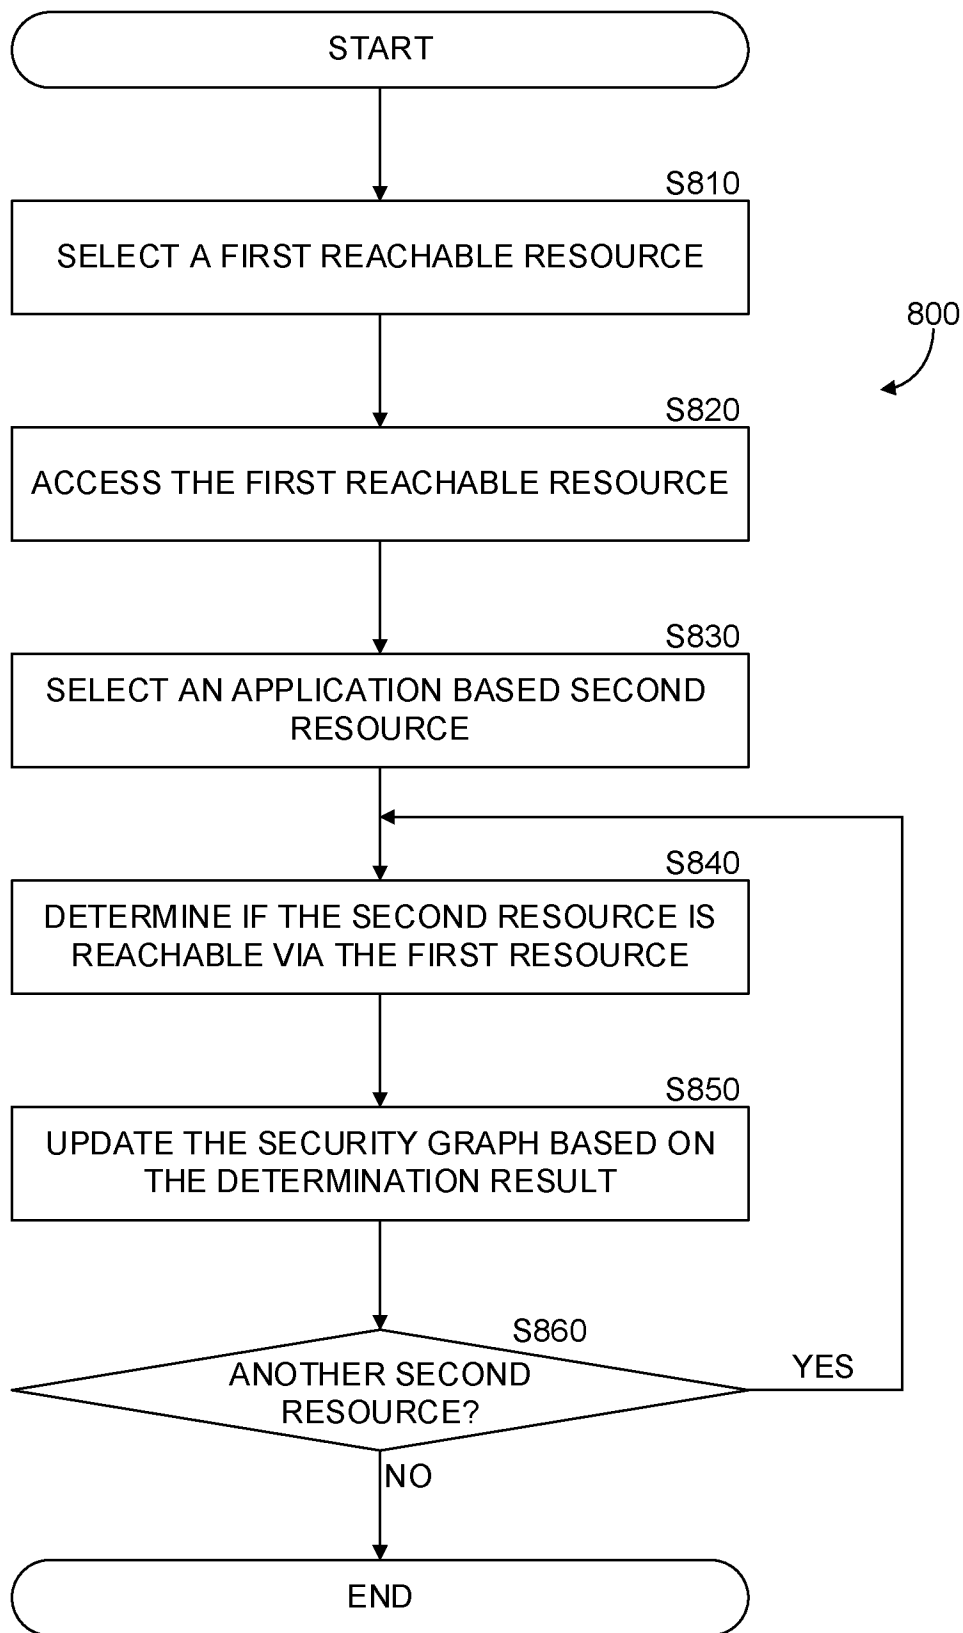 START
S810
SELECT A FIRST REACHABLE RESOURCE
800
S820
ACCESS THE FIRST REACHABLE RESOURCE
S830
SELECT AN APPLICATION BASED SECOND
RESOURCE
S840
DETERMINE IF THE SECOND RESOURCE IS
REACHABLE VIA THE FIRST RESOURCE
S850
UPDATE THE SECURITY GRAPH BASED ON
THE DETERMINATION RESULT
S860
ANOTHER SECOND
RESOURCE?
YES
NO
END